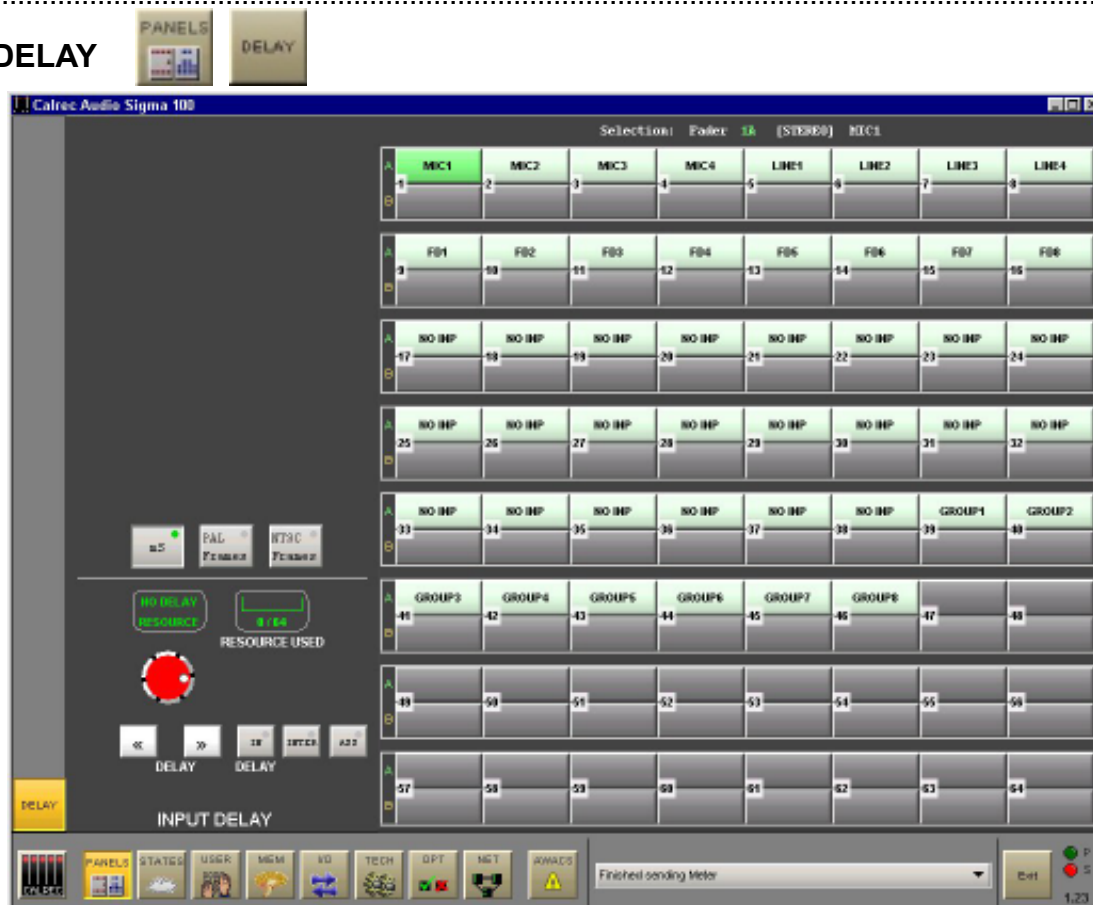 DELAY
PANELS
DELAY
Calrec Audio Sigma 100
Selection: Fader 1A [STEREO] MIC1
A MIC1 MIC2 MIC3 MIC4 LINE1 LINE2 LINE3 LINE4
1 2 3 4 5 6 7 8
B
A FD1 FD2 FD3 FD4 FD5 FD6 FD7 FD8
9 10 11 12 13 14 15 16
B
A NO INP NO INP NO INP NO INP NO INP NO INP NO INP NO INP
17 18 19 20 21 22 23 24
B
A NO INP NO INP NO INP NO INP NO INP NO INP NO INP NO INP
25 26 27 28 29 30 31 32
B
A NO INP NO INP NO INP NO INP NO INP NO INP GROUP1 GROUP2
33 34 35 36 37 38 39 40
B
A GROUP3 GROUP4 GROUP5 GROUP6 GROUP7 GROUP8
41 42 43 44 45 46 47 48
B
A
49 50 51 52 53 54 55 56
B
A
57 58 59 60 61 62 63 64
B
mS
PAL Frames
NTSC Frames
NO DELAY RESOURCE
0 / 64
RESOURCE USED
« »
DELAY
IN INTER ASS
DELAY
INPUT DELAY
DELAY
CALREC
PANELS STATES USER MEM I/O TECH OPT NET AWACS
Finished sending Meter
Exit
P
S
1.23